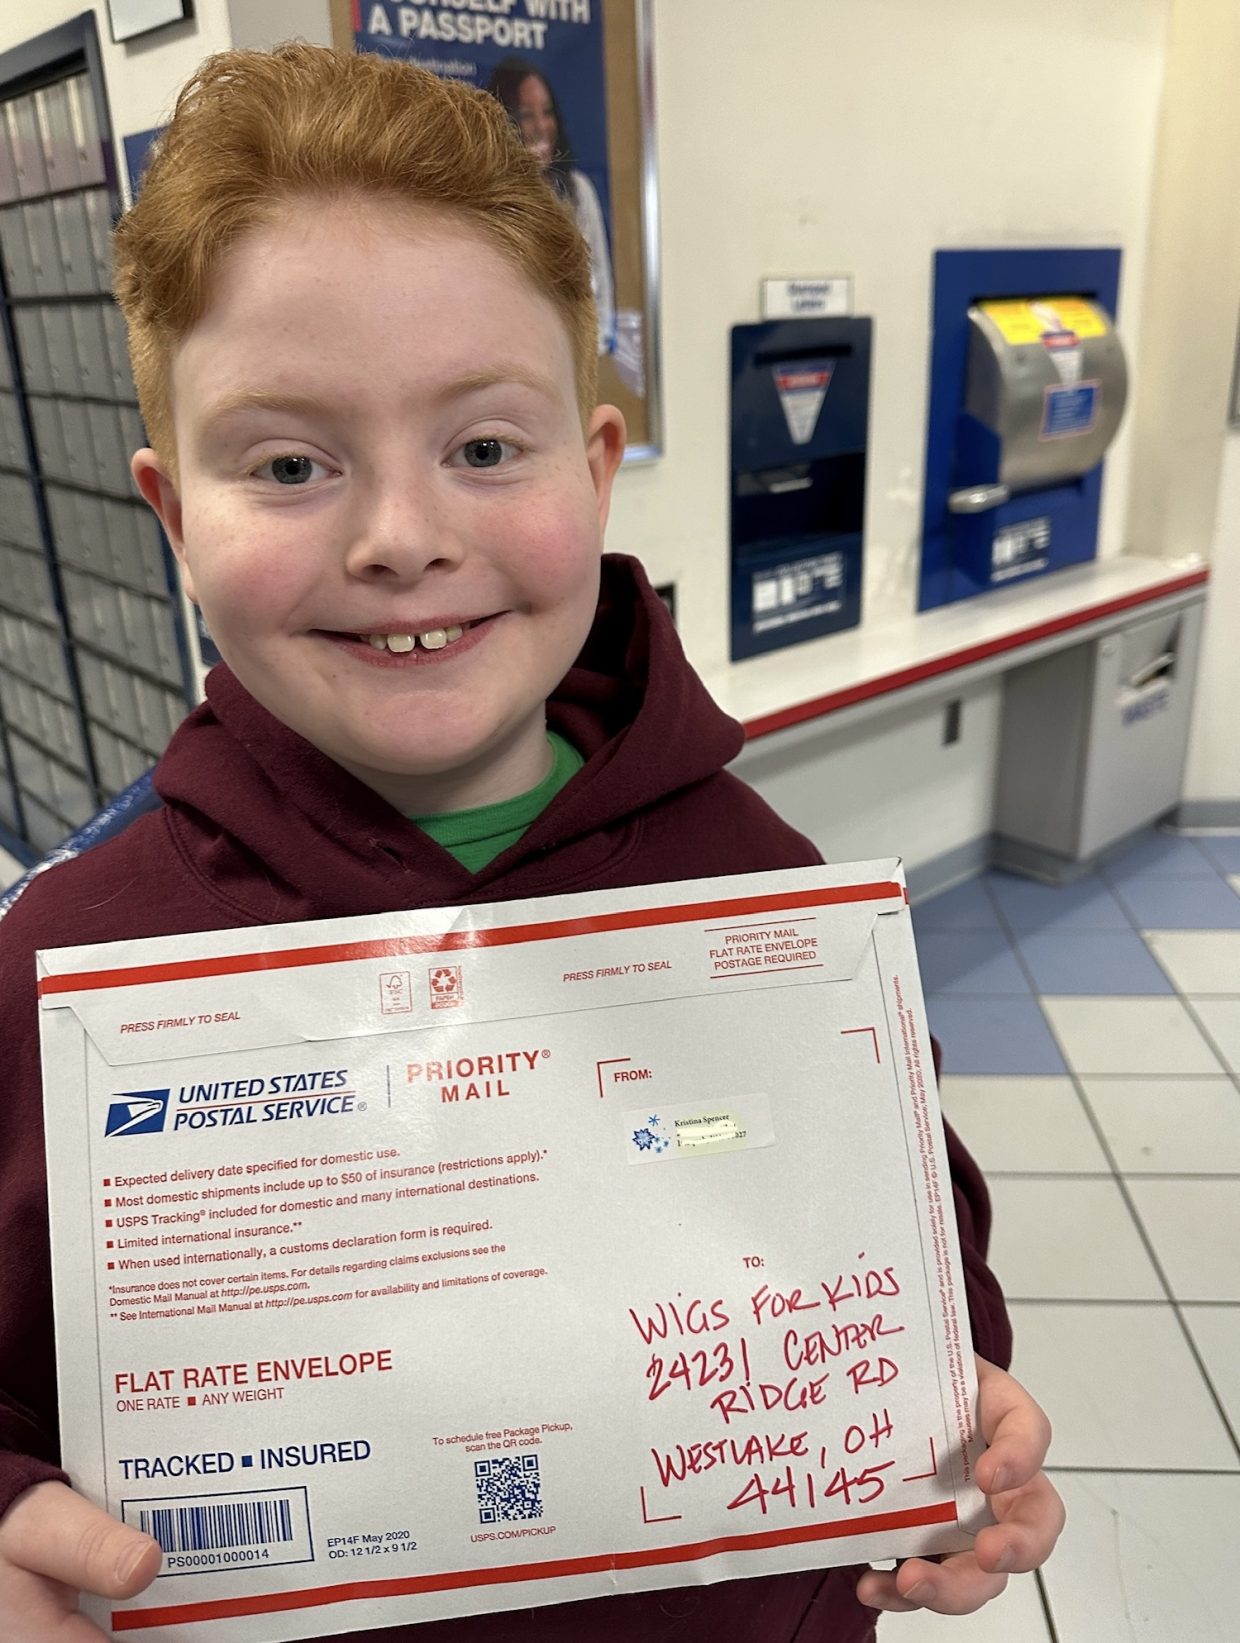 A PASSPORT
PRIORITY MAIL
FLAT RATE ENVELOPE
POSTAGE REQUIRED
PRESS FIRMLY TO SEAL
PRESS FIRMLY TO SEAL
UNITED STATES
POSTAL SERVICE®
PRIORITY®
MAIL
FROM:
Kristina Spencer
■ Expected delivery date specified for domestic use.
■ Most domestic shipments include up to $50 of insurance (restrictions apply).*
■ USPS Tracking® included for domestic and many international destinations.
■ Limited international insurance.**
■ When used internationally, a customs declaration form is required.
*Insurance does not cover certain items. For details regarding claims exclusions see the
Domestic Mail Manual at http://pe.usps.com.
** See International Mail Manual at http://pe.usps.com for availability and limitations of coverage.
TO:
WIGS FOR KIDS
24231 CENTER
RIDGE RD
WESTLAKE, OH
44145
FLAT RATE ENVELOPE
ONE RATE ■ ANY WEIGHT
TRACKED ■ INSURED
To schedule free Package Pickup,
scan the QR code.
USPS.COM/PICKUP
PS00001000014
EP14F May 2020
OD: 12 1/2 x 9 1/2